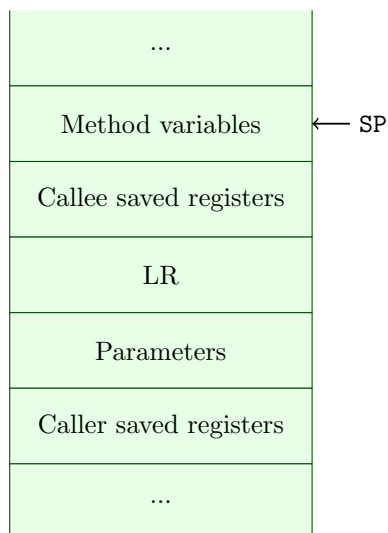 ...
Method variables
SP
Callee saved registers
LR
Parameters
Caller saved registers
...